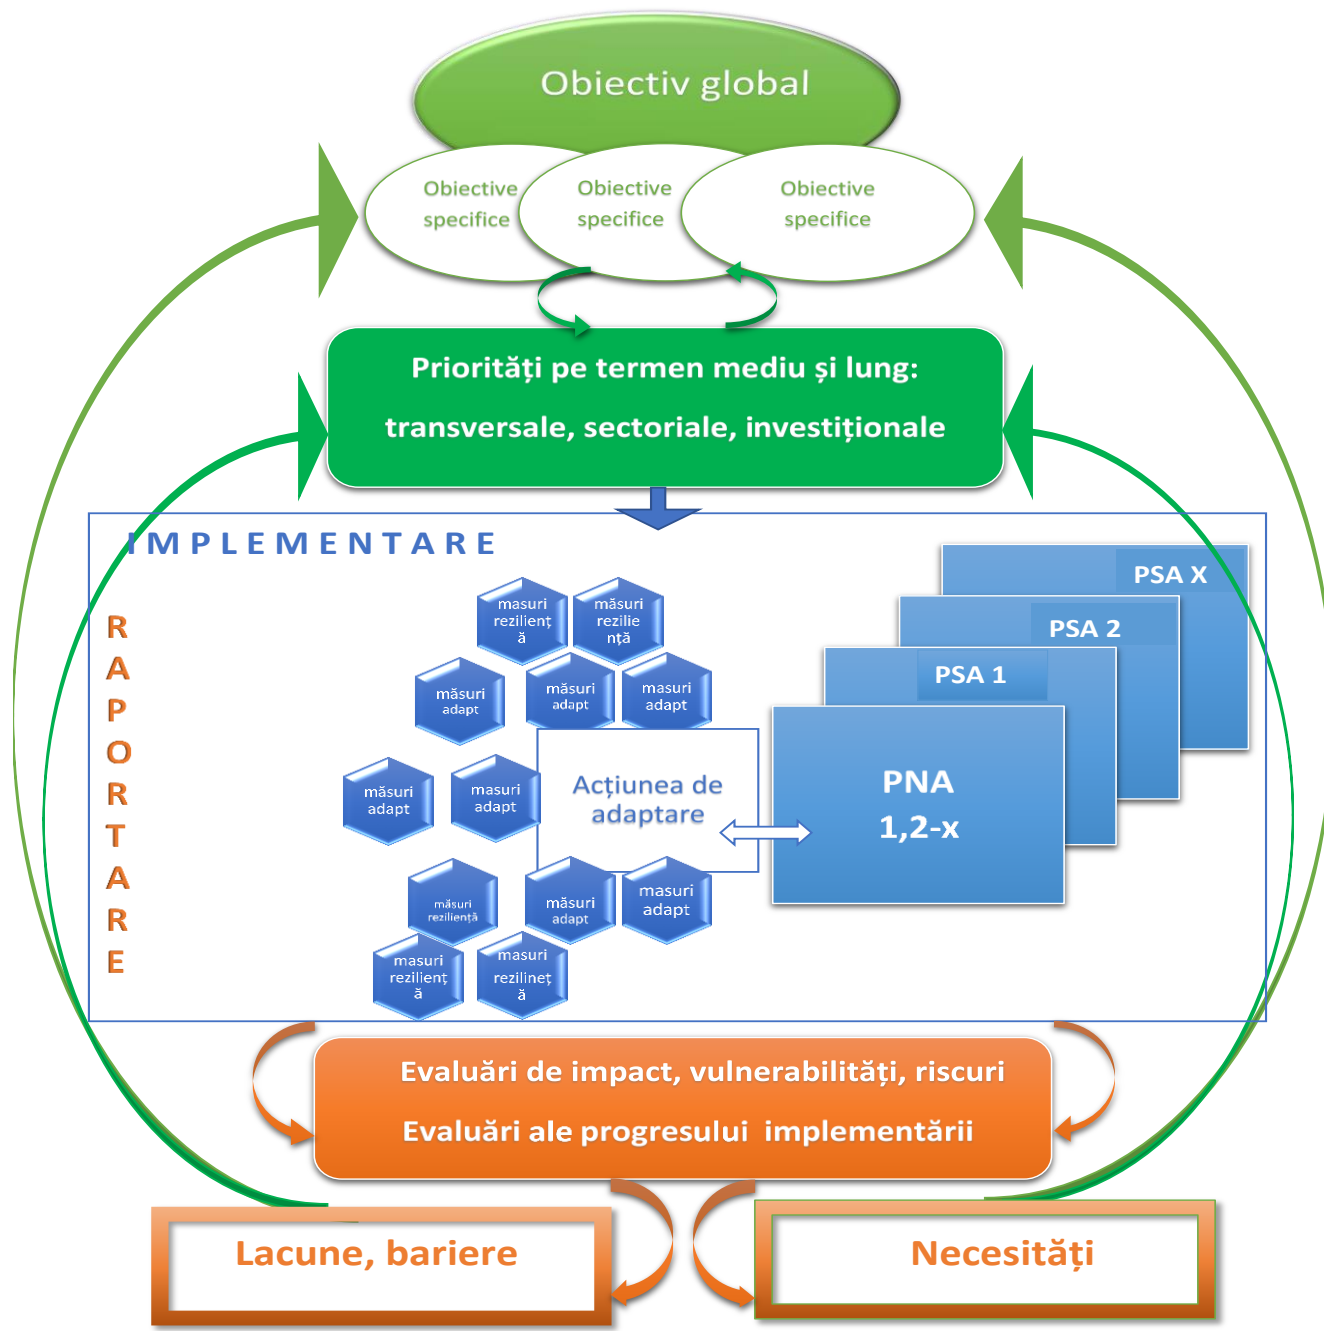 Obiectiv global
Obiective
specifice
Obiective
specifice
Obiective
specifice
Priorități pe termen mediu și lung:
transversale, sectoriale, investiționale
IMPLEMENTARE
RAPORTARE
masuri
rezilienț
ă
măsuri
rezilie
nță
măsuri
adapt
măsuri
adapt
masuri
adapt
măsuri
adapt
masuri
adapt
Acțiunea de
adaptare
măsuri
reziliență
măsuri
adapt
masuri
adapt
masuri
rezilienț
ă
masuri
rezilineț
ă
PSA X
PSA 2
PSA 1
PNA
1,2-x
Evaluări de impact, vulnerabilități, riscuri
Evaluări ale progresului implementării
Lacune, bariere
Necesități